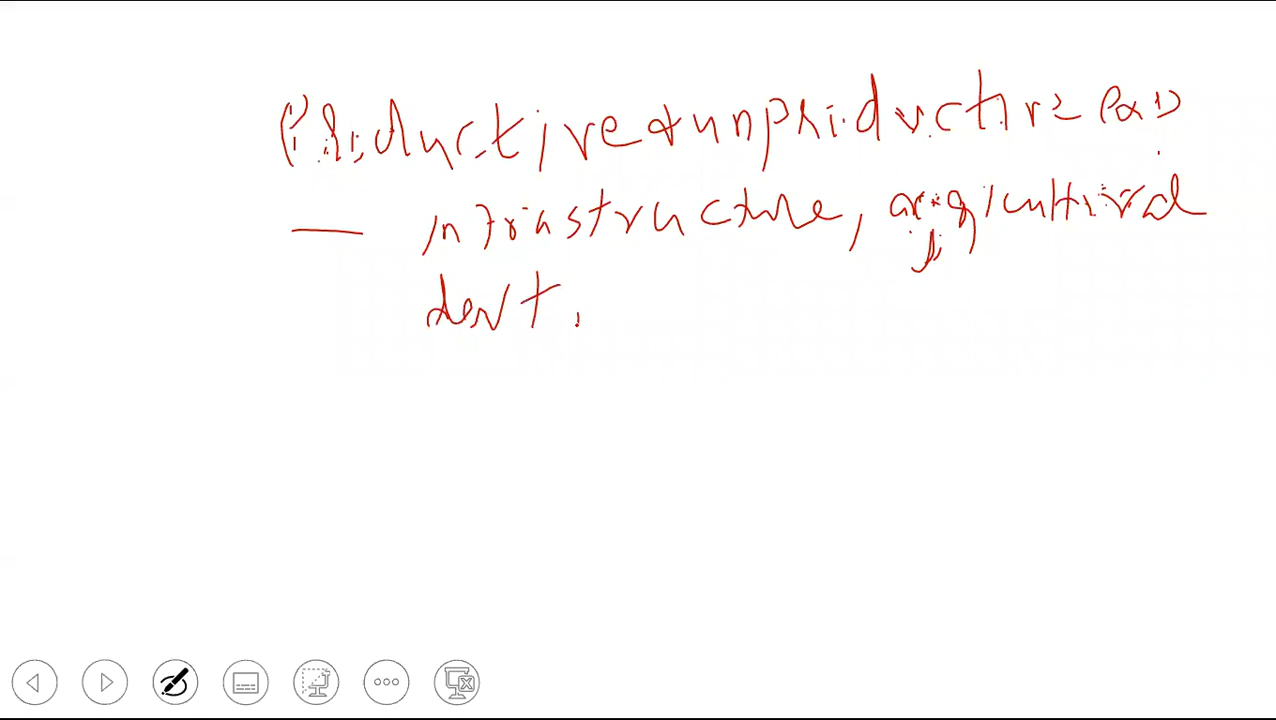 Productive & unproductive
— infrastructure, agricultural
devt.